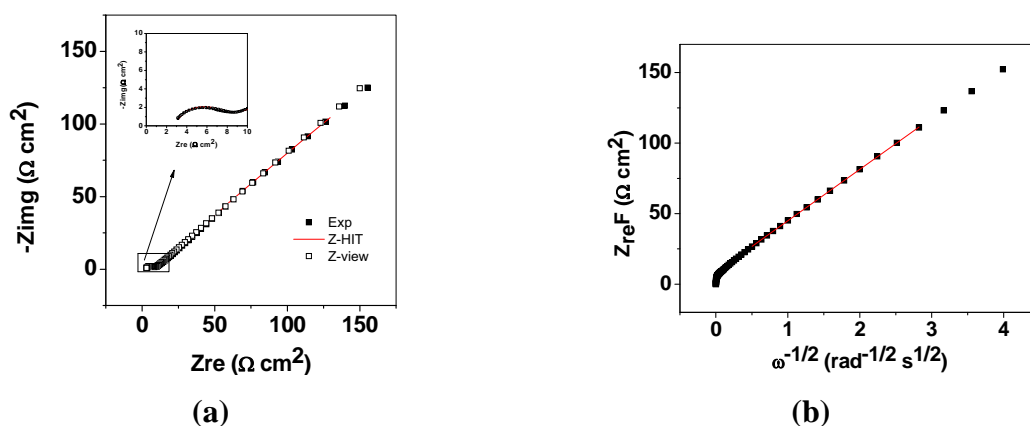 10
8
6
4
2
0
-Zimg(Ω cm²)
0 2 4 6 8 10
Zre (Ω cm²)
150
100
50
0
-Zimg (Ω cm²)
Exp
Z-HIT
Z-view
0 50 100 150
Zre (Ω cm²)
(a)
150
100
50
0
ZreF (Ω cm²)
0 1 2 3 4
ω⁻¹/² (rad⁻¹/² s¹/²)
(b)